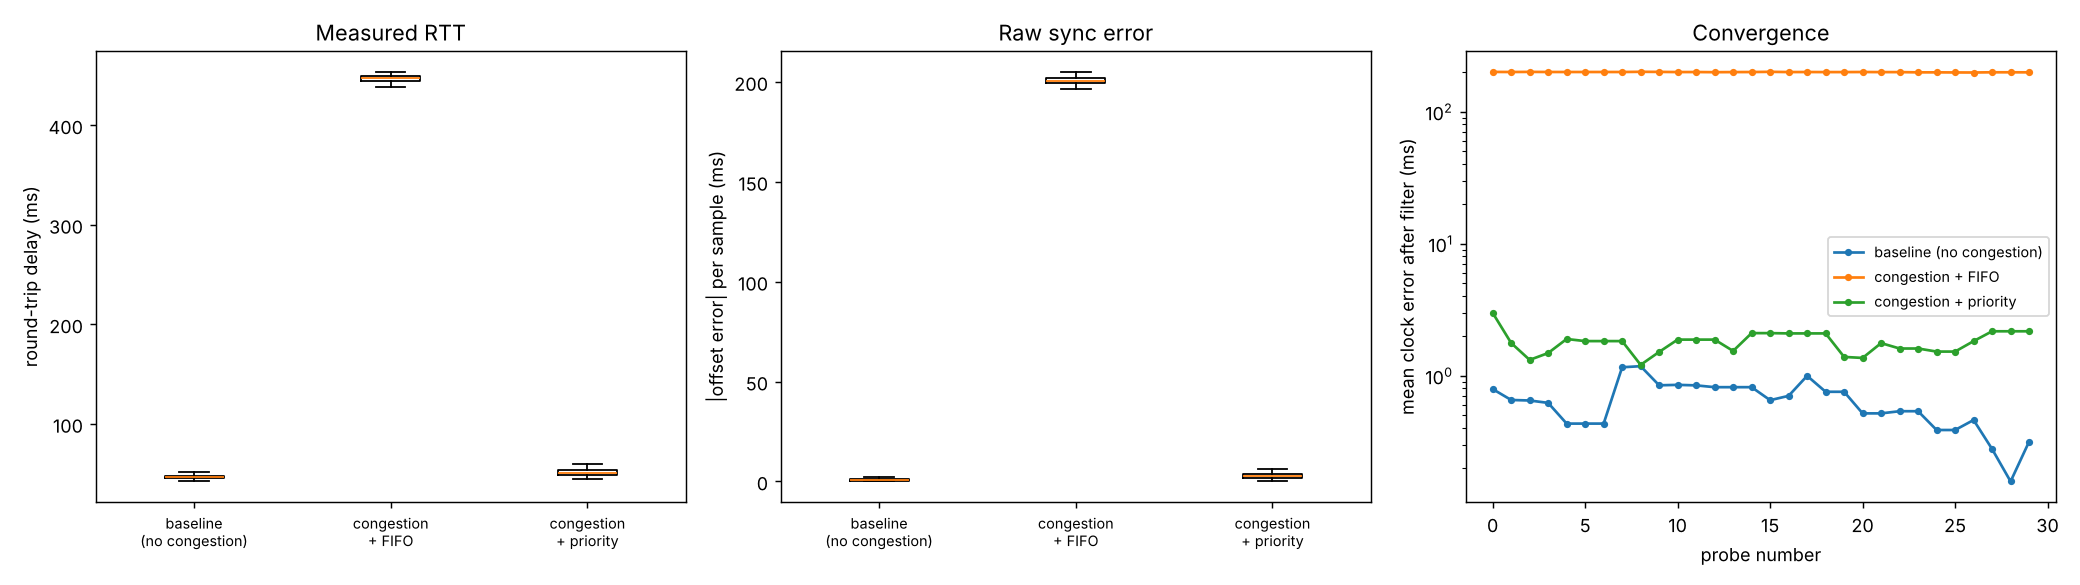 Measured RTT
round-trip delay (ms)
400
300
200
100
baseline
(no congestion)
congestion
+ FIFO
congestion
+ priority
Raw sync error
|offset error| per sample (ms)
200
150
100
50
0
baseline
(no congestion)
congestion
+ FIFO
congestion
+ priority
Convergence
mean clock error after filter (ms)
10²
10¹
10⁰
baseline (no congestion)
congestion + FIFO
congestion + priority
0 5 10 15 20 25 30
probe number